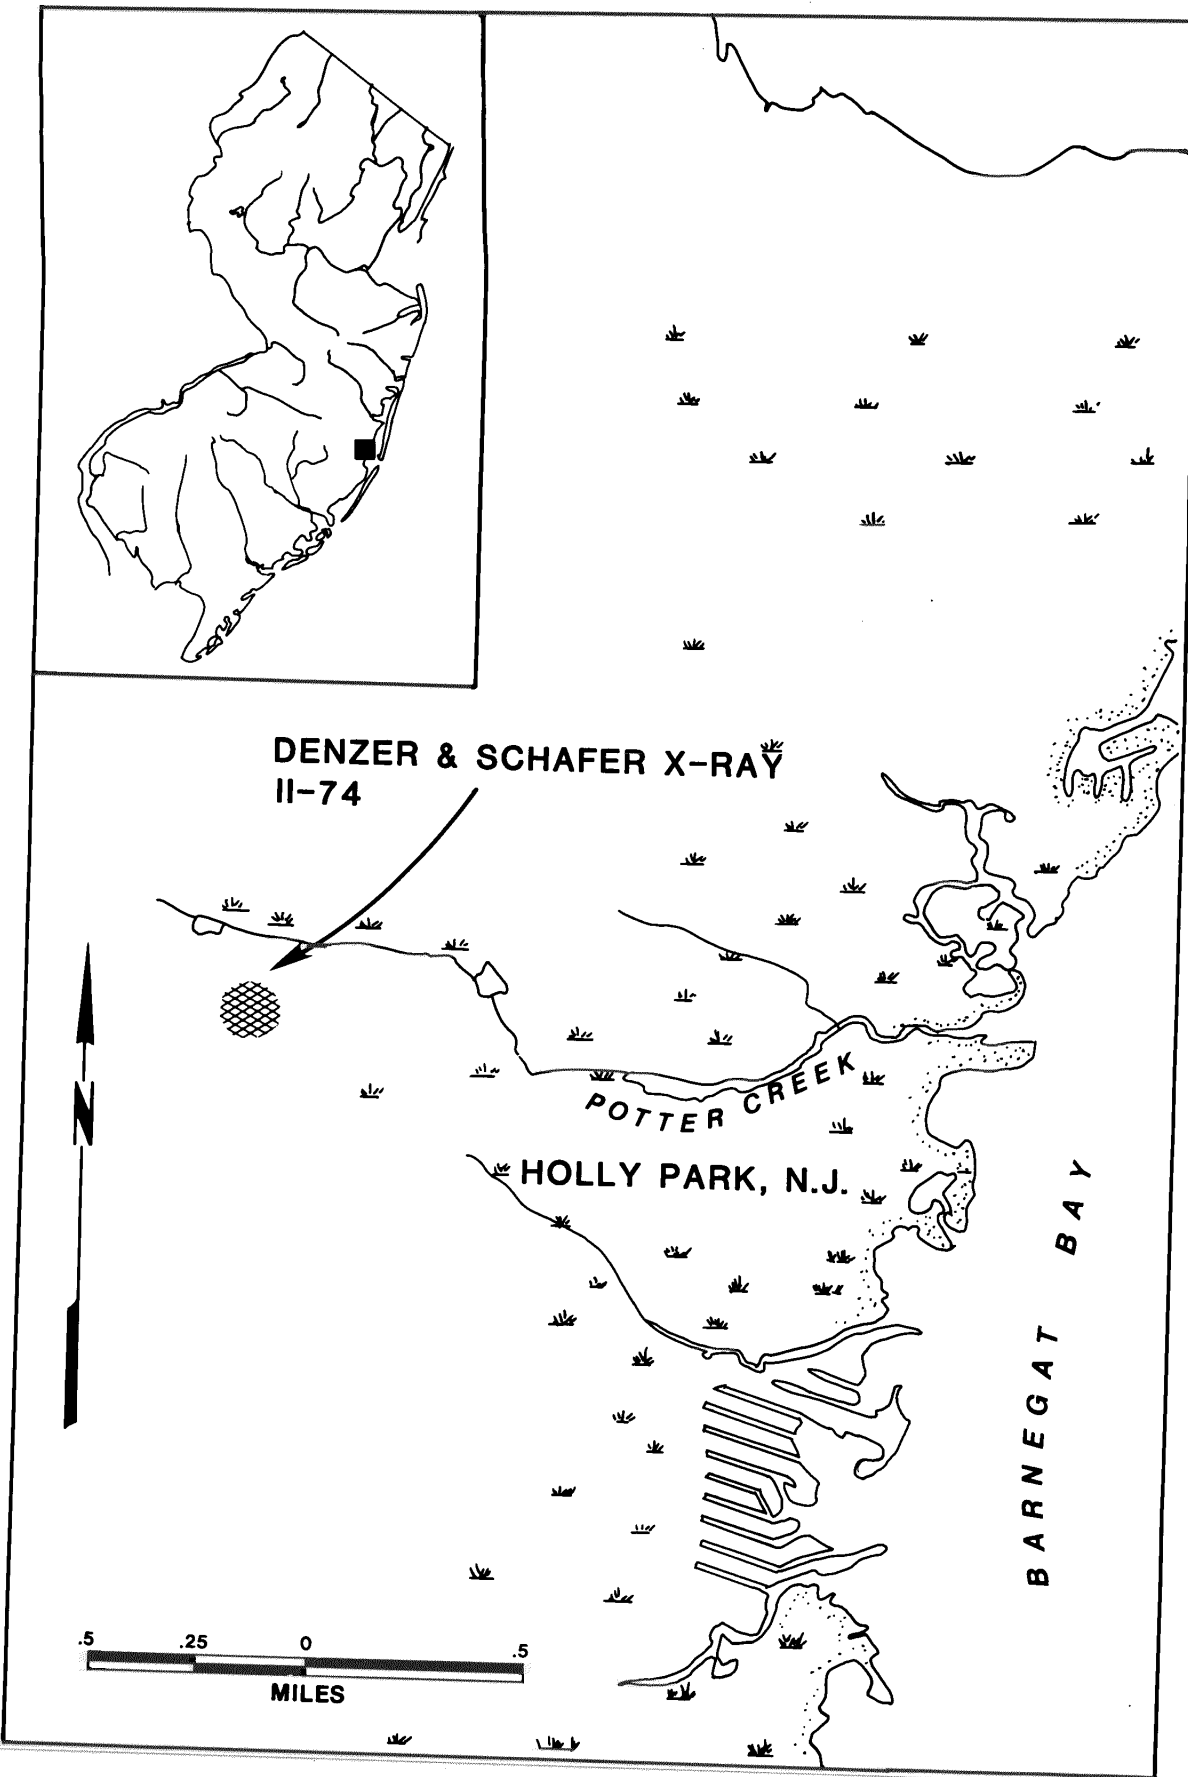 DENZER & SCHAFER X-RAY
II-74
N
POTTER CREEK
HOLLY PARK, N.J.
BARNEGAT BAY
.5 .25 0 .5
MILES